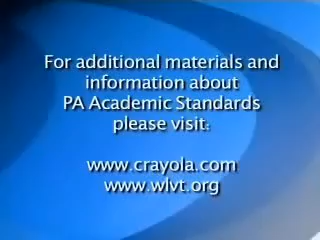 For additional materials and
information about
PA Academic Standards
please visit:
www.crayola.com
www.wlvt.org